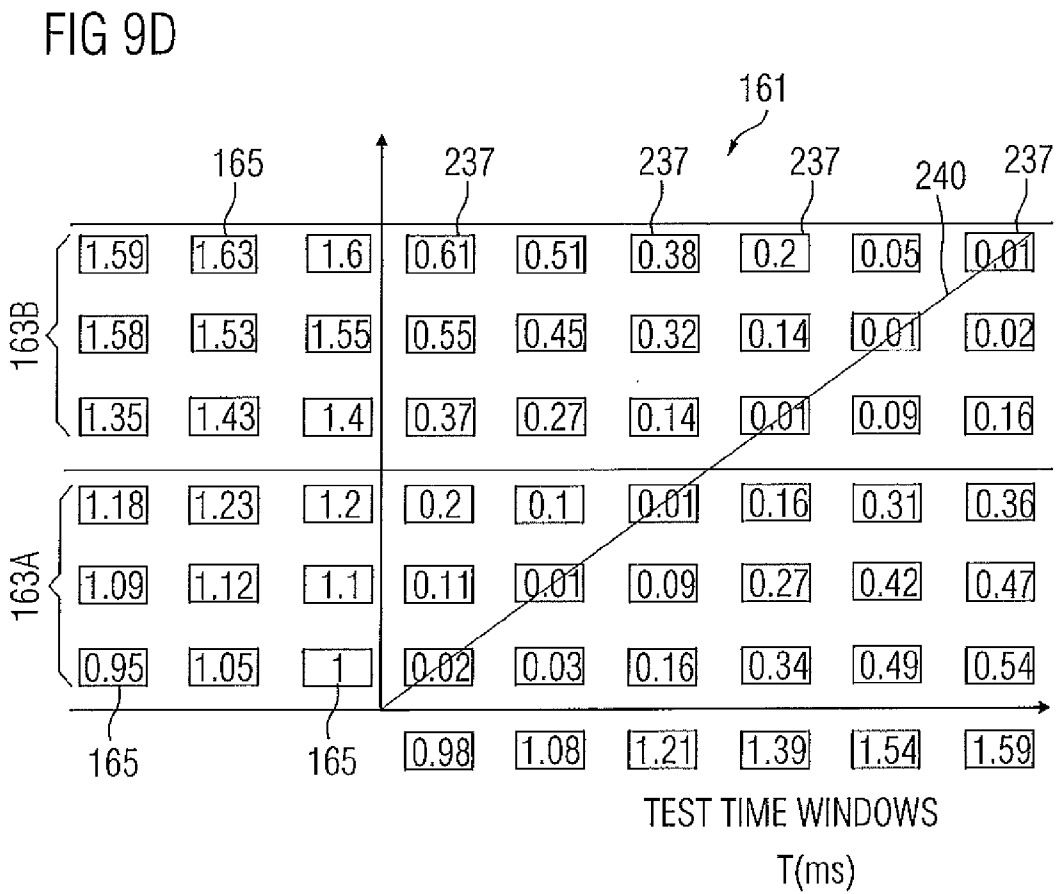 FIG 9D
161
165 237 237 237 240 237
1.59 1.63 1.6 0.61 0.51 0.38 0.2 0.05 0.01
163B
1.58 1.53 1.55 0.55 0.45 0.32 0.14 0.01 0.02
1.35 1.43 1.4 0.37 0.27 0.14 0.01 0.09 0.16
1.18 1.23 1.2 0.2 0.1 0.01 0.16 0.31 0.36
163A
1.09 1.12 1.1 0.11 0.01 0.09 0.27 0.42 0.47
0.95 1.05 1 0.02 0.03 0.16 0.34 0.49 0.54
165 165
0.98 1.08 1.21 1.39 1.54 1.59
TEST TIME WINDOWS
T(ms)